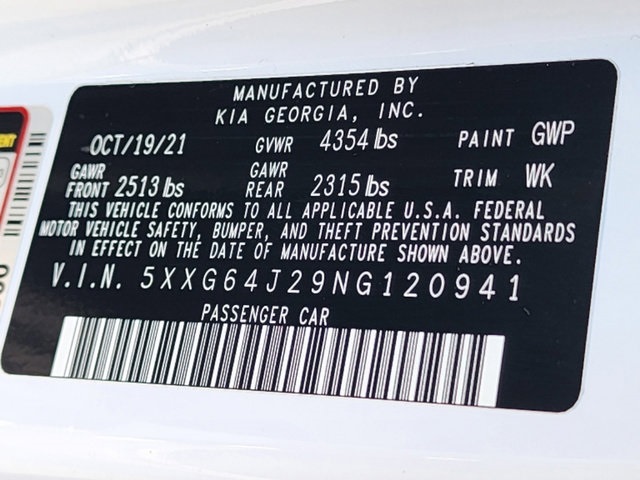 MANUFACTURED BY
KIA GEORGIA, INC.
OCT/19/21 GVWR 4354 lbs PAINT GWP
GAWR FRONT 2513 lbs GAWR REAR 2315 lbs TRIM WK
THIS VEHICLE CONFORMS TO ALL APPLICABLE U.S.A. FEDERAL
MOTOR VEHICLE SAFETY, BUMPER, AND THEFT PREVENTION STANDARDS
IN EFFECT ON THE DATE OF MANUFACTURE SHOWN ABOVE.
V.I.N. 5XXG64J29NG120941
PASSENGER CAR